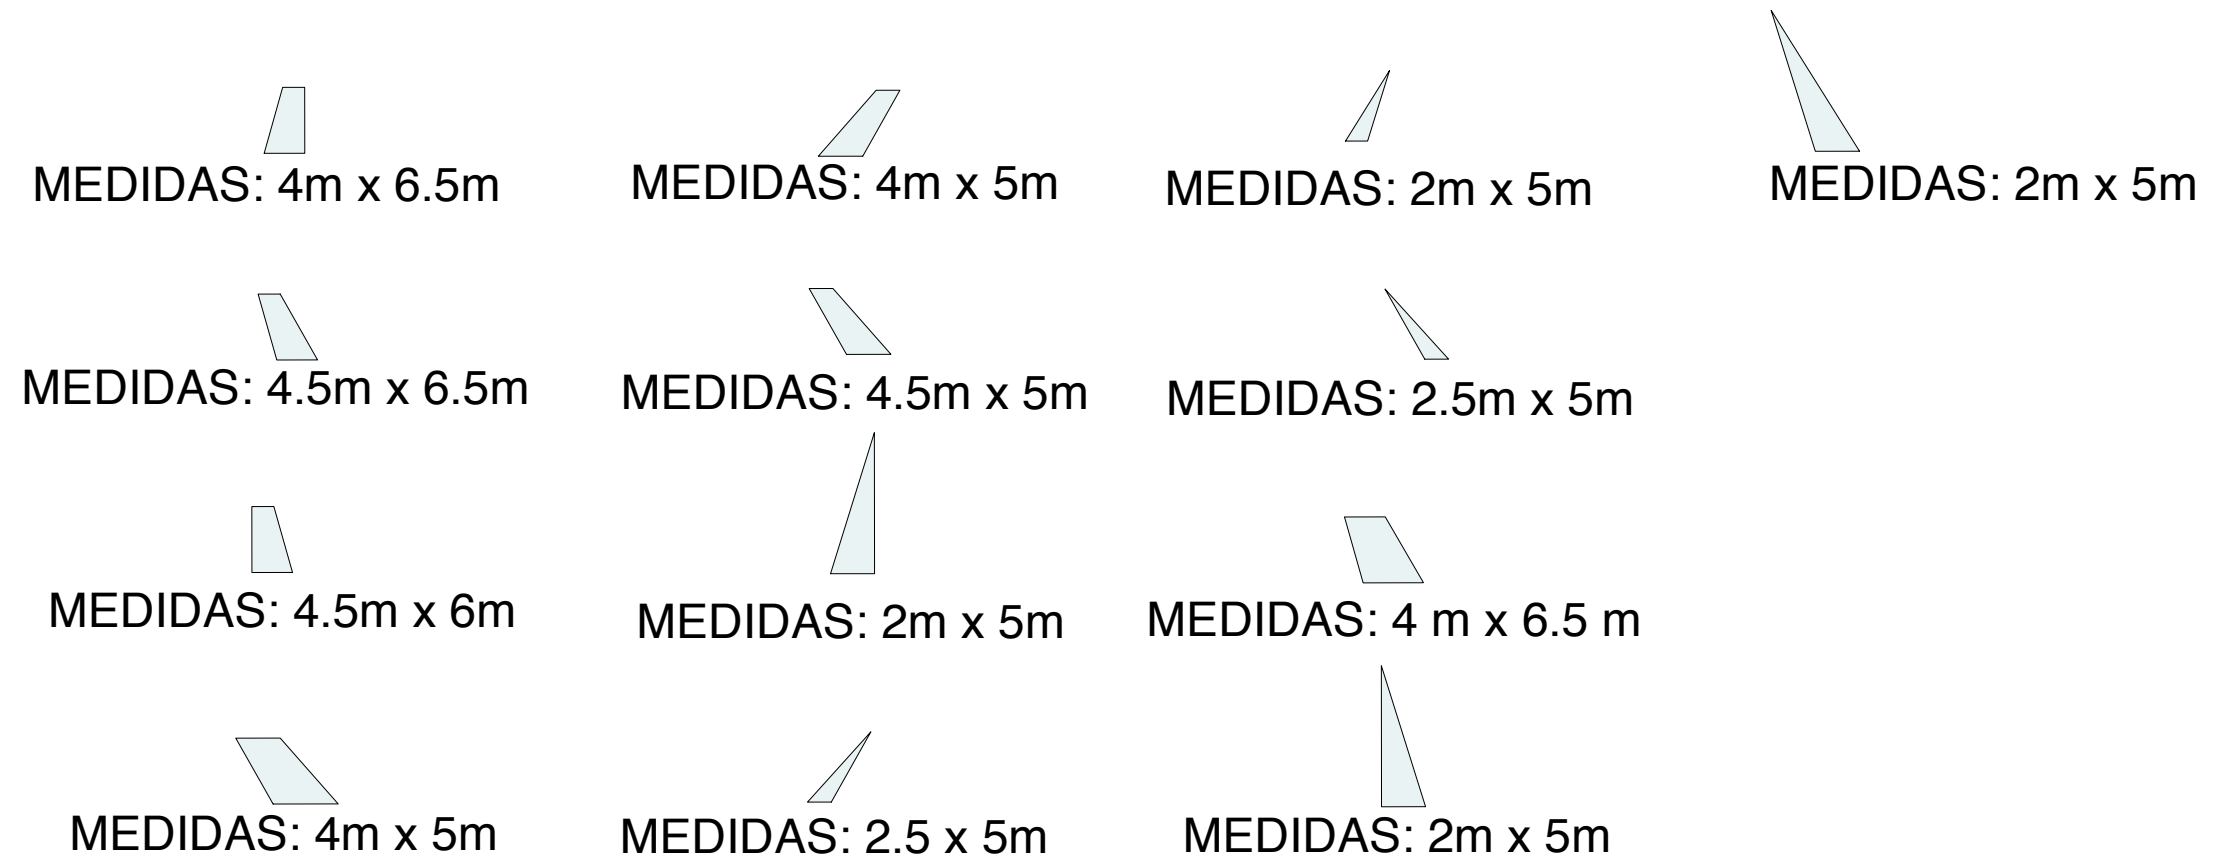 MEDIDAS: 4m x 6.5m
MEDIDAS: 4m x 5m
MEDIDAS: 2m x 5m
MEDIDAS: 2m x 5m
MEDIDAS: 4.5m x 6.5m
MEDIDAS: 4.5m x 5m
MEDIDAS: 2.5m x 5m
MEDIDAS: 4.5m x 6m
MEDIDAS: 2m x 5m
MEDIDAS: 4 m x 6.5 m
MEDIDAS: 4m x 5m
MEDIDAS: 2.5 x 5m
MEDIDAS: 2m x 5m